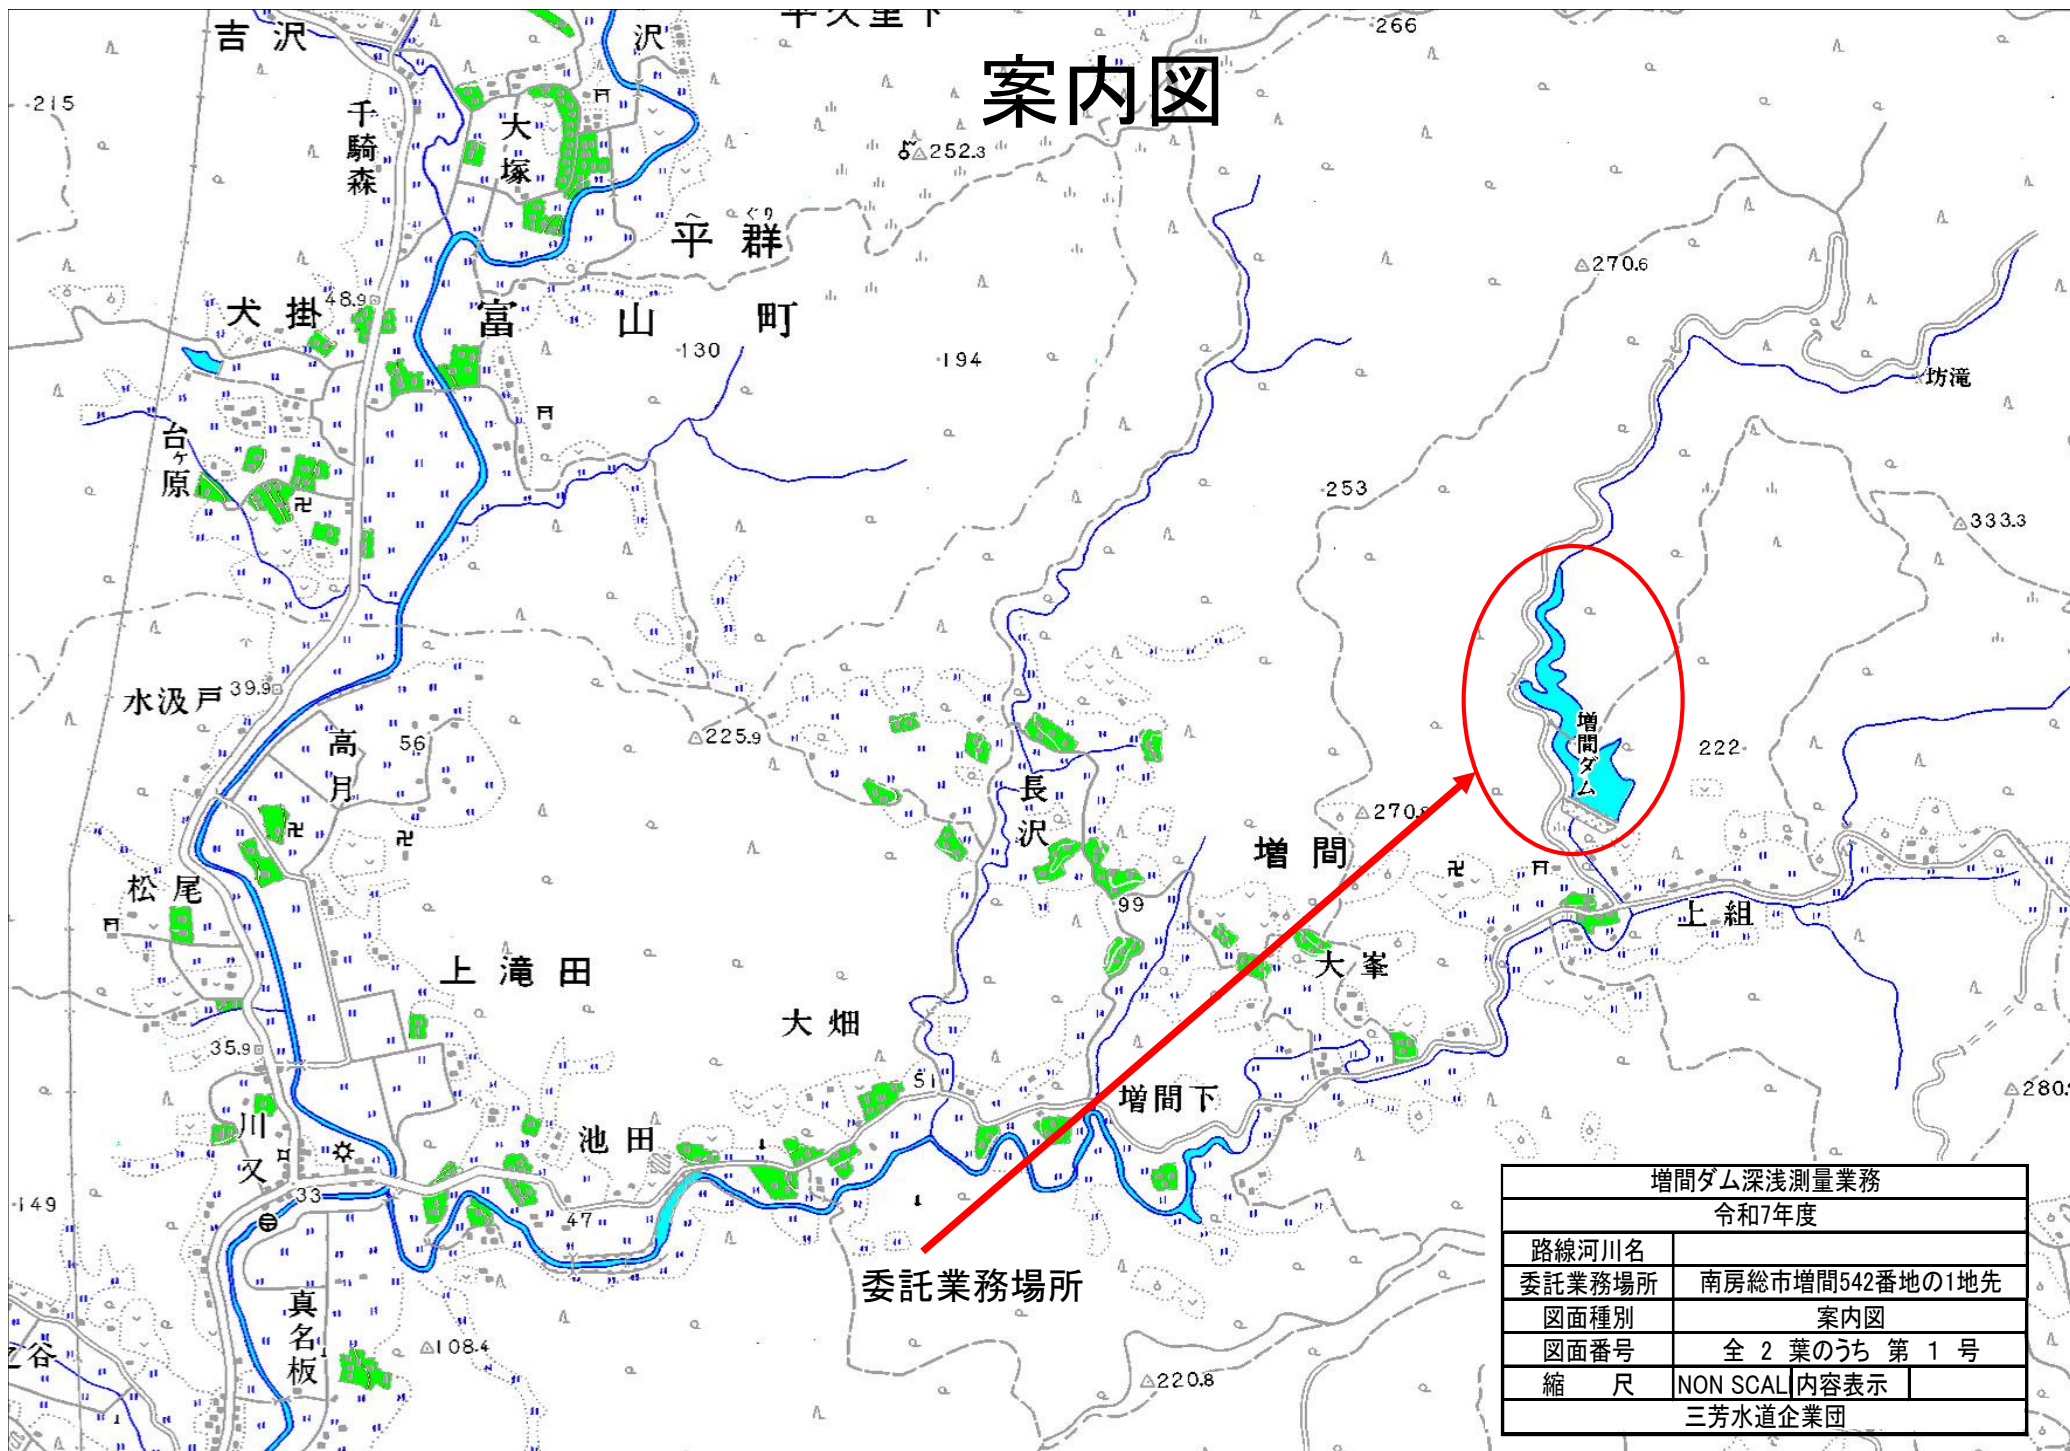 案内図
吉沢
平久里下
沢
266
215
千騎森
大塚
252.3
平群
へぐり
270.6
犬掛
48.9
富山町
130
194
坊滝
台ヶ原
253
333.3
水汲戸
39.9
高月
56
225.9
長沢
増間ダム
222
270.8
増間
松尾
99
上組
上滝田
大峯
大畑
35.9
51
増間下
280.
川又
池田
149
33
47
委託業務場所
真名板
108.4
220.8
谷
増間ダム深浅測量業務
令和7年度
路線河川名
委託業務場所 南房総市増間542番地の1地先
図面種別 案内図
図面番号 全 2 葉のうち 第 1 号
縮 尺 NON SCAL 内容表示
三芳水道企業団